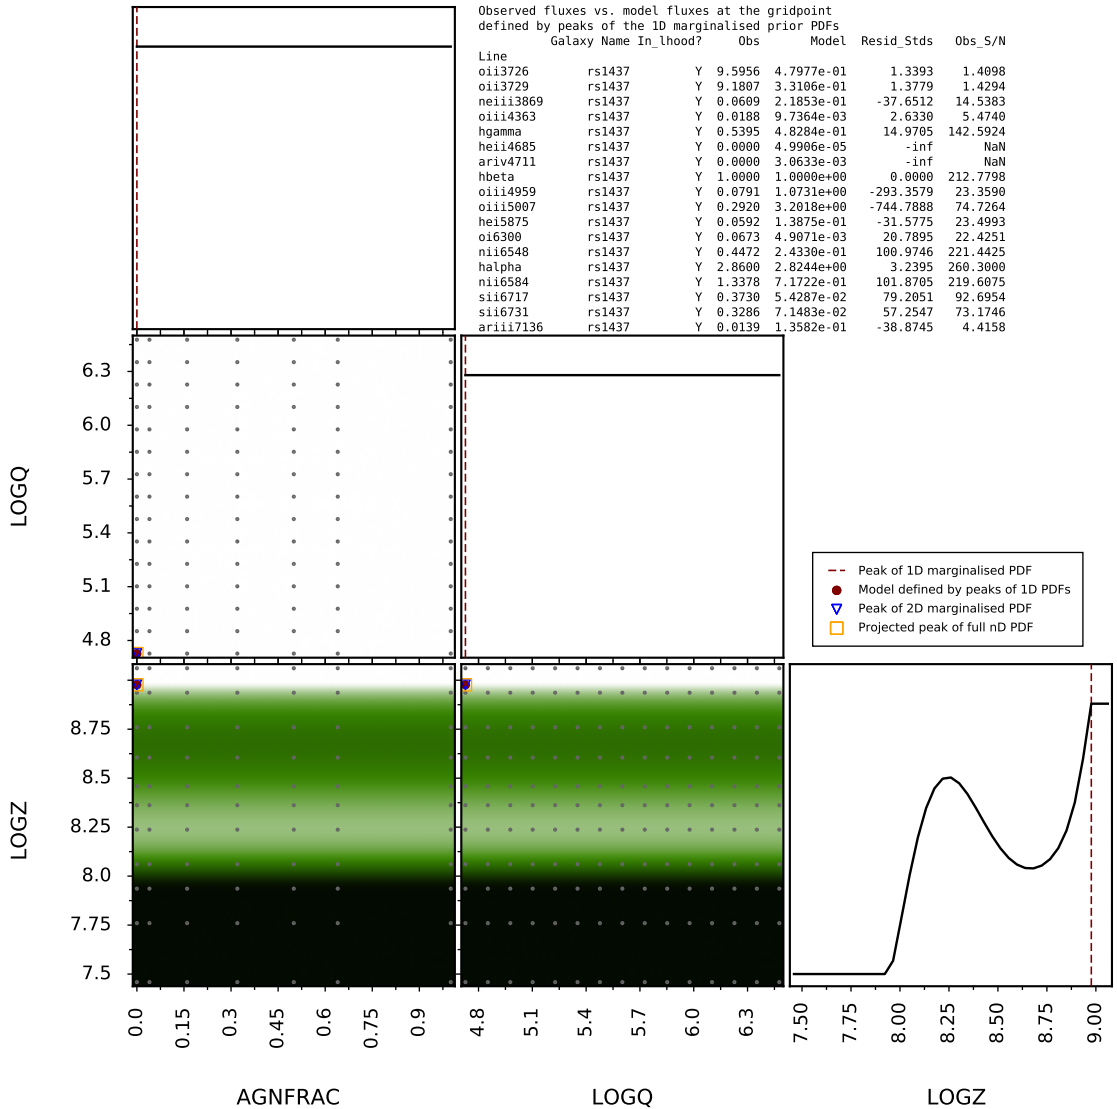 Observed fluxes vs. model fluxes at the gridpoint
defined by peaks of the 1D marginalised prior PDFs
Galaxy Name In_lhood? Obs Model Resid_Stds Obs_S/N
Line
oii3726 rs1437 Y 9.5956 4.7977e-01 1.3393 1.4098
oii3729 rs1437 Y 9.1807 3.3106e-01 1.3779 1.4294
neiii3869 rs1437 Y 0.0609 2.1853e-01 -37.6512 14.5383
oiii4363 rs1437 Y 0.0188 9.7364e-03 2.6330 5.4740
hgamma rs1437 Y 0.5395 4.8284e-01 14.9705 142.5924
heii4685 rs1437 Y 0.0000 4.9906e-05 -inf NaN
ariv4711 rs1437 Y 0.0000 3.0633e-03 -inf NaN
hbeta rs1437 Y 1.0000 1.0000e+00 0.0000 212.7798
oiii4959 rs1437 Y 0.0791 1.0731e+00 -293.3579 23.3590
oiii5007 rs1437 Y 0.2920 3.2018e+00 -744.7888 74.7264
hei5875 rs1437 Y 0.0592 1.3875e-01 -31.5775 23.4993
oi6300 rs1437 Y 0.0673 4.9071e-03 20.7895 22.4251
nii6548 rs1437 Y 0.4472 2.4330e-01 100.9746 221.4425
halpha rs1437 Y 2.8600 2.8244e+00 3.2395 260.3000
nii6584 rs1437 Y 1.3378 7.1722e-01 101.8705 219.6075
sii6717 rs1437 Y 0.3730 5.4287e-02 79.2051 92.6954
sii6731 rs1437 Y 0.3286 7.1483e-02 57.2547 73.1746
ariii7136 rs1437 Y 0.0139 1.3582e-01 -38.8745 4.4158
6.3
6.0
5.7
5.4
5.1
4.8
LOGQ
Peak of 1D marginalised PDF
Model defined by peaks of 1D PDFs
Peak of 2D marginalised PDF
Projected peak of full nD PDF
8.75
8.5
8.25
8.0
7.75
7.5
LOGZ
0.0 0.15 0.3 0.45 0.6 0.75 0.9
4.8 5.1 5.4 5.7 6.0 6.3
7.50 7.75 8.00 8.25 8.50 8.75 9.00
AGNFRAC LOGQ LOGZ